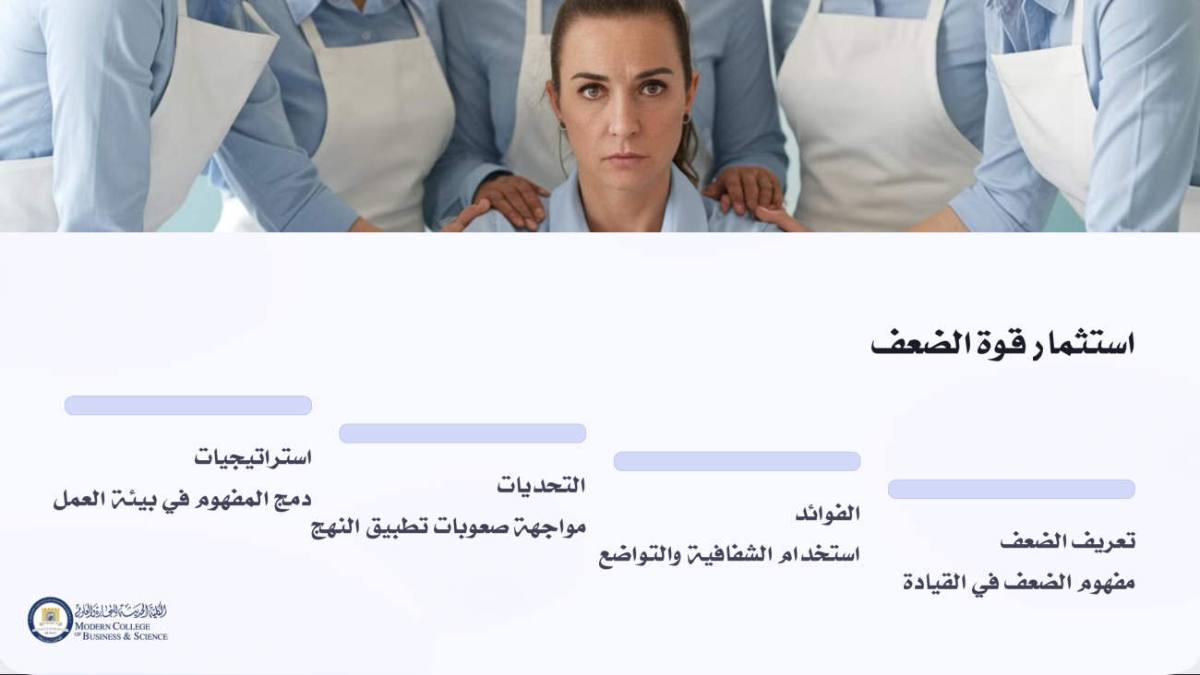 استثمار قوة الضعف
تعريف الضعف
مفهوم الضعف في القيادة
الفوائد
استخدام الشفافية والتواضع
التحديات
مواجهة صعوبات تطبيق النهج
استراتيجيات
دمج المفهوم في بيئة العمل
MODERN COLLEGE
OF BUSINESS & SCIENCE